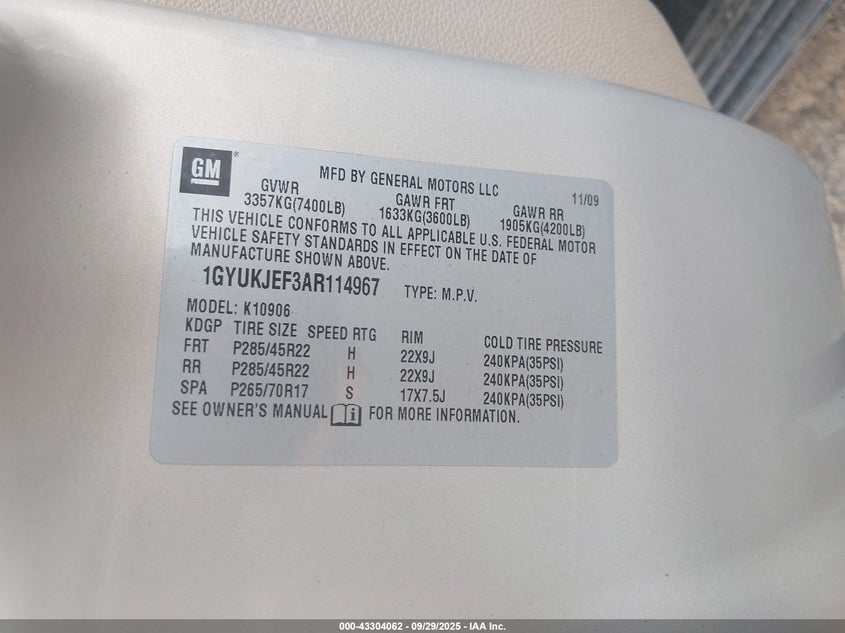 GM ®
MFD BY GENERAL MOTORS LLC 11/09
GVWR GAWR FRT GAWR RR
3357KG(7400LB) 1633KG(3600LB) 1905KG(4200LB)
THIS VEHICLE CONFORMS TO ALL APPLICABLE U.S. FEDERAL MOTOR
VEHICLE SAFETY STANDARDS IN EFFECT ON THE DATE OF
MANUFACTURE SHOWN ABOVE.
1GYUKJEF3AR114967 TYPE: M.P.V.
MODEL: K10906
KDGP TIRE SIZE SPEED RTG RIM COLD TIRE PRESSURE
FRT P285/45R22 H 22X9J 240KPA(35PSI)
RR P285/45R22 H 22X9J 240KPA(35PSI)
SPA P265/70R17 S 17X7.5J 240KPA(35PSI)
SEE OWNER'S MANUAL i FOR MORE INFORMATION.
000-43304062 - 09/29/2025 - IAA Inc.